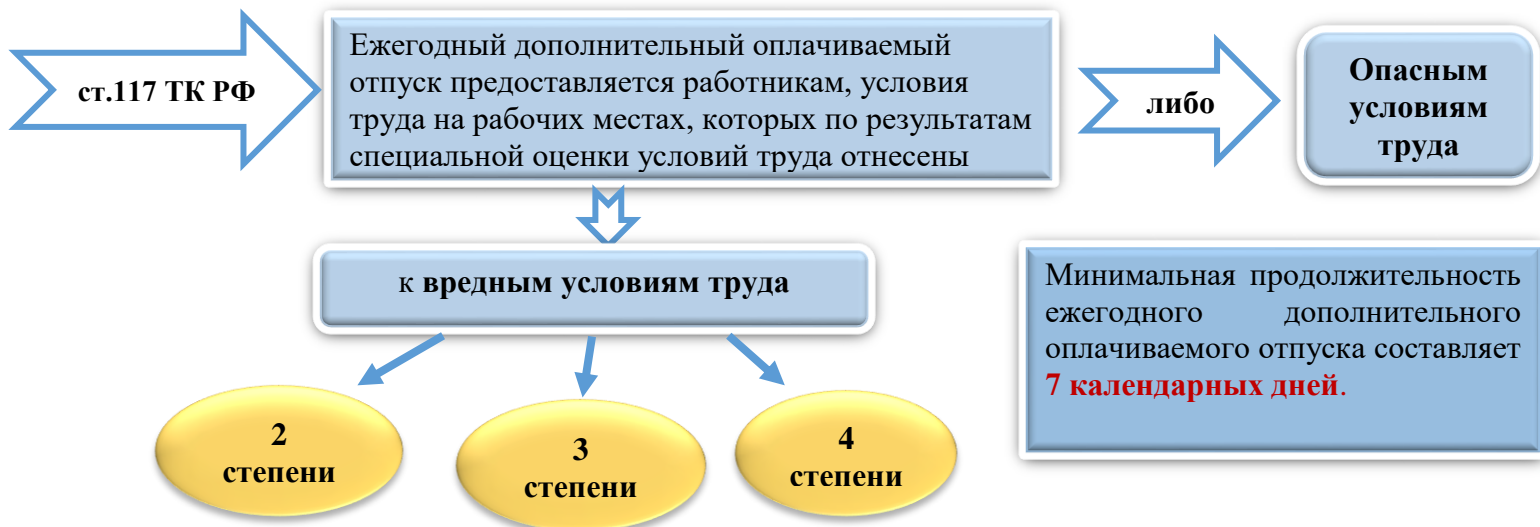 ст.117 ТК РФ
Ежегодный дополнительный оплачиваемый
отпуск предоставляется работникам, условия
труда на рабочих местах, которых по результатам
специальной оценки условий труда отнесены
либо
Опасным
условиям
труда
к вредным условиям труда
Минимальная продолжительность
ежегодного дополнительного
оплачиваемого отпуска составляет
7 календарных дней.
2
степени
3
степени
4
степени